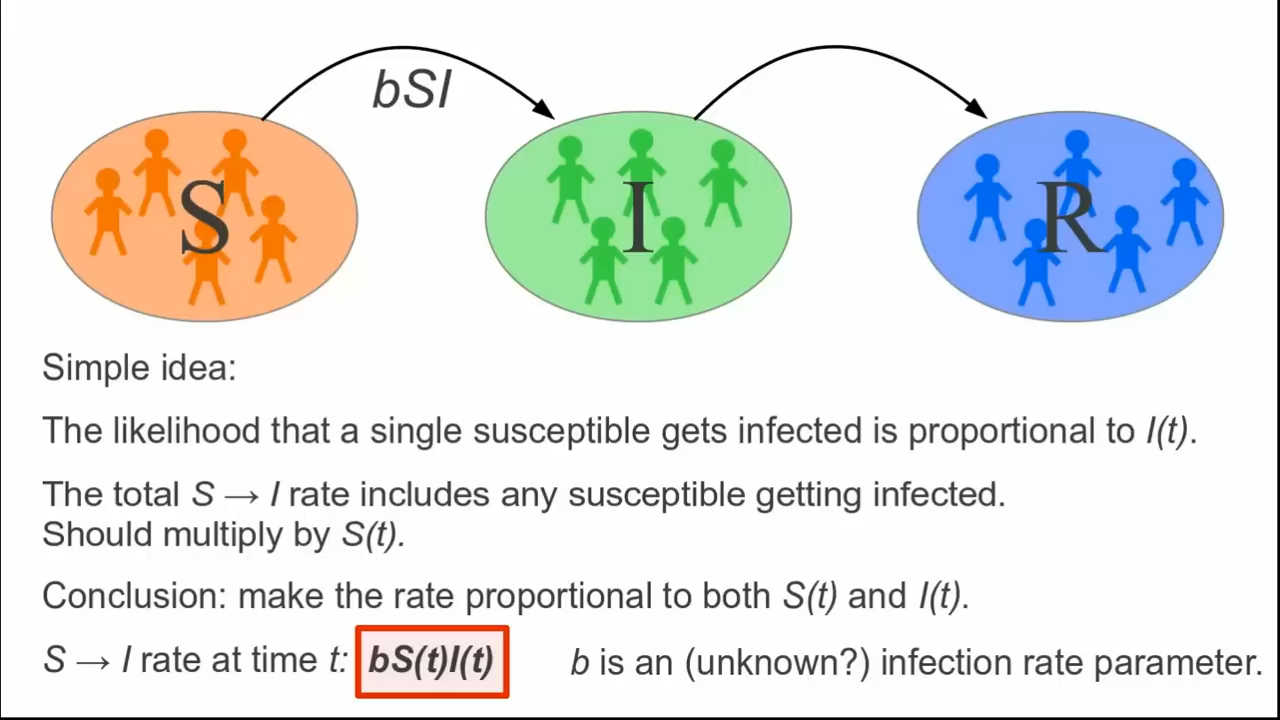 bSI
S
I
R
Simple idea:
The likelihood that a single susceptible gets infected is proportional to I(t).
The total S → I rate includes any susceptible getting infected.
Should multiply by S(t).
Conclusion: make the rate proportional to both S(t) and I(t).
S → I rate at time t: bS(t)I(t) b is an (unknown?) infection rate parameter.